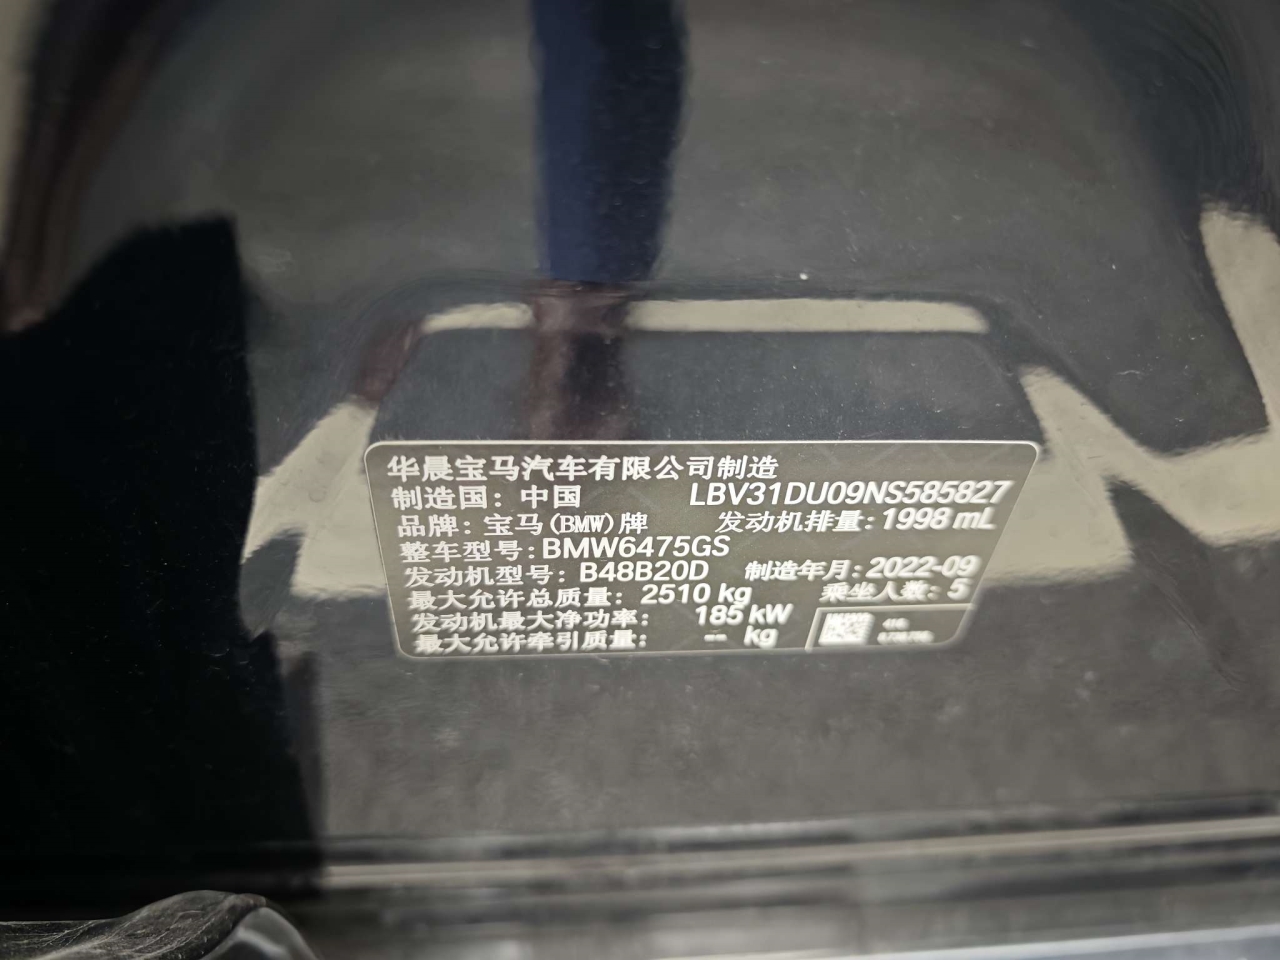 华晨宝马汽车有限公司制造
制造国: 中国 LBV31DU09NS585827
品牌: 宝马(BMW)牌 发动机排量: 1998 mL
整车型号: BMW6475GS
发动机型号: B48B20D 制造年月: 2022-09
最大允许总质量: 2510 kg 乘坐人数: 5
发动机最大净功率: 185 kW
最大允许牵引质量: -- kg